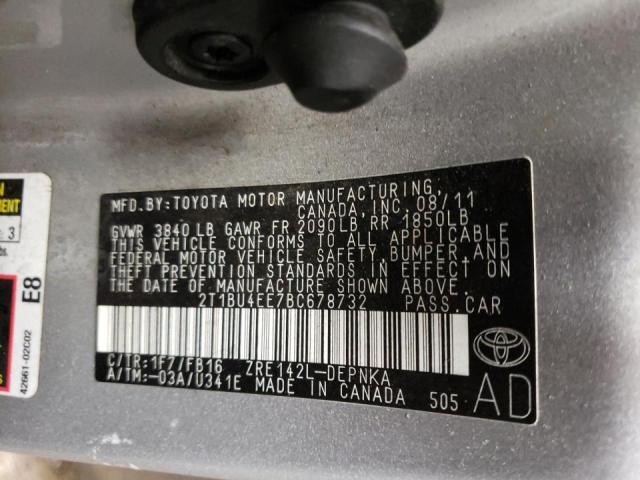 MFD.BY:TOYOTA MOTOR MANUFACTURING,
CANADA, INC. 08/11
GVWR 3840 LB GAWR FR 2090LB RR 1850LB
THIS VEHICLE CONFORMS TO ALL APPLICABLE
FEDERAL MOTOR VEHICLE SAFETY, BUMPER, AND
THEFT PREVENTION STANDARDS IN EFFECT ON
THE DATE OF MANUFACTURE SHOWN ABOVE.
2T1BU4EE7BC678732 PASS.CAR
C/TR:1F7/FB16 ZRE142L-DEPNKA
A/TM:-03A/U341E MADE IN CANADA 505 AD
3
E8
42661-02C02